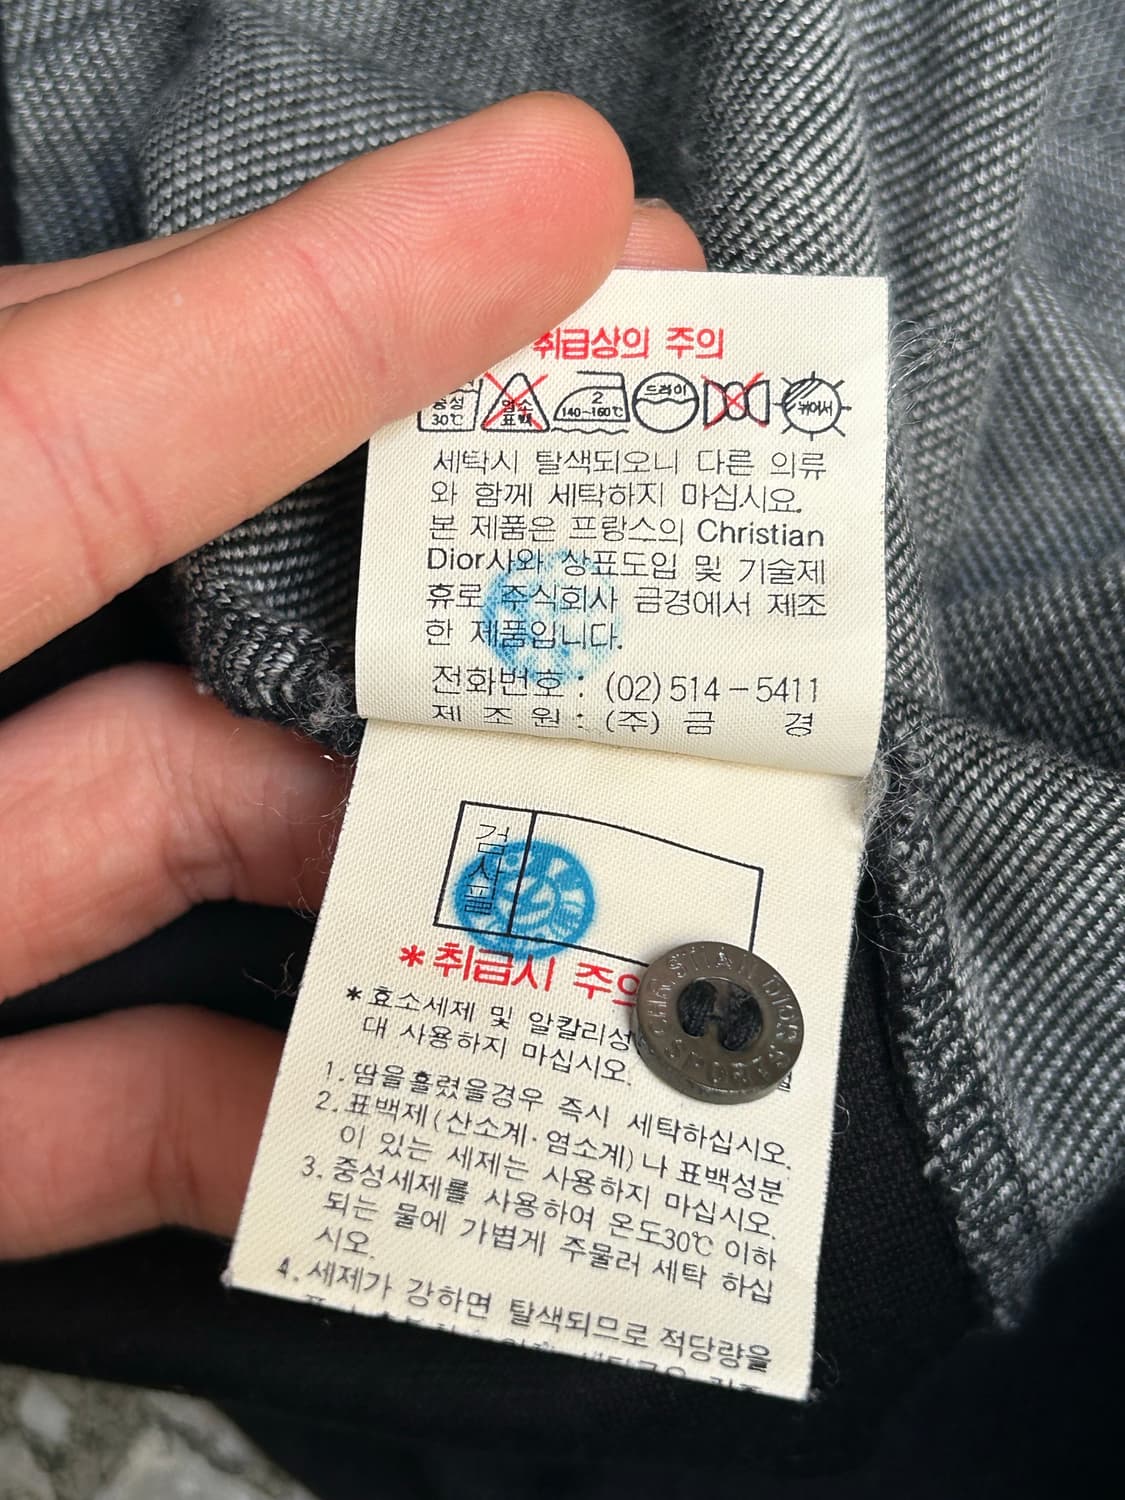 취급상의 주의
중성
30℃
염소
표백
2
140~160℃
드라이
뉘어서
세탁시 탈색되오니 다른 의류
와 함께 세탁하지 마십시요.
본 제품은 프랑스의 Christian
Dior사와 상표도입 및 기술제
휴로 주식회사 금경에서 제조
한 제품입니다.
전화번호 : (02) 514-5411
제 조 원 : (주) 금 경
검사필
*취급시 주의
*효소세제 및 알칼리성
대 사용하지 마십시오.
CHRISTIAN DIOR
SPORTS
1. 땀을흘렸을경우 즉시 세탁하십시오.
2. 표백제(산소계·염소계)나 표백성분
이 있는 세제는 사용하지 마십시오.
3. 중성세제를 사용하여 온도30℃ 이하
되는 물에 가볍게 주물러 세탁 하십
시오.
4. 세제가 강하면 탈색되므로 적당량을